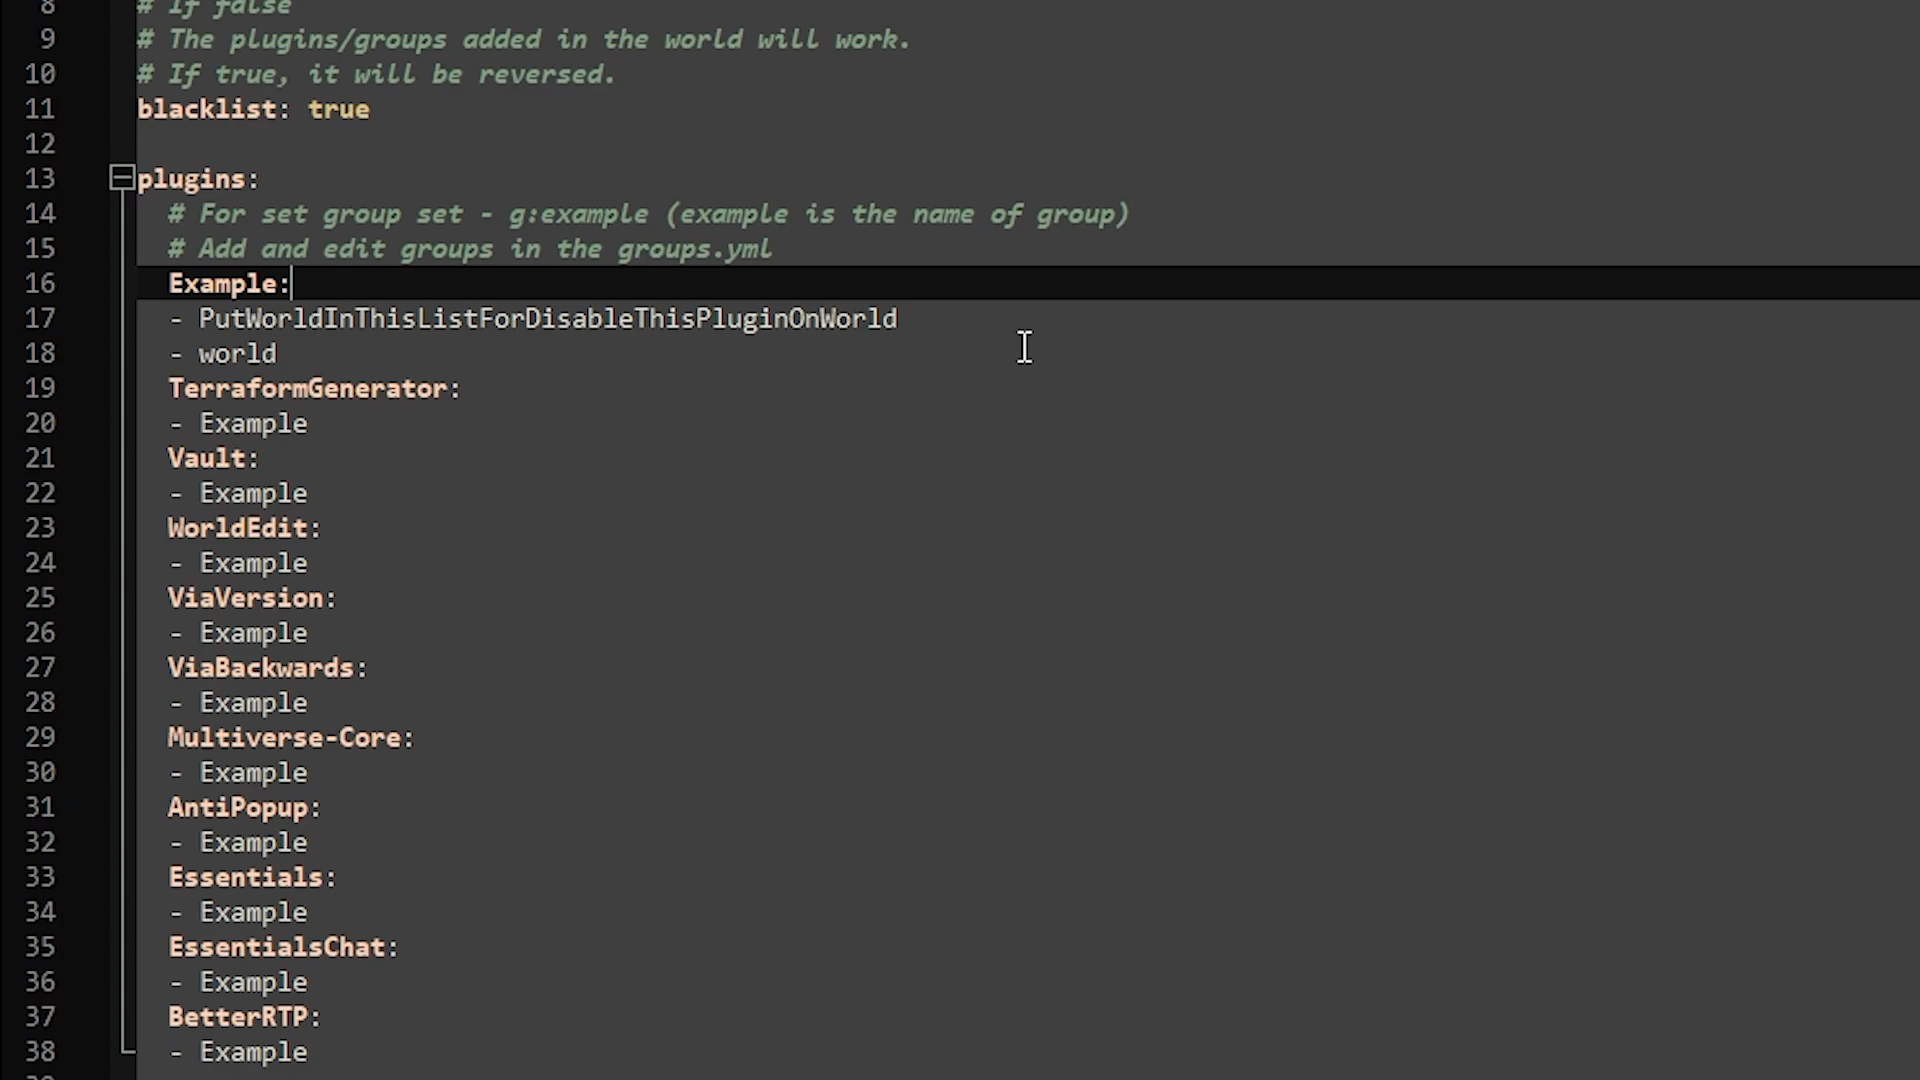 8 # If false
9 # The plugins/groups added in the world will work.
10 # If true, it will be reversed.
11 blacklist: true
12
13 plugins:
14 # For set group set - g:example (example is the name of group)
15 # Add and edit groups in the groups.yml
16 Example:
17 - PutWorldInThisListForDisableThisPluginOnWorld
18 - world
19 TerraformGenerator:
20 - Example
21 Vault:
22 - Example
23 WorldEdit:
24 - Example
25 ViaVersion:
26 - Example
27 ViaBackwards:
28 - Example
29 Multiverse-Core:
30 - Example
31 AntiPopup:
32 - Example
33 Essentials:
34 - Example
35 EssentialsChat:
36 - Example
37 BetterRTP:
38 - Example